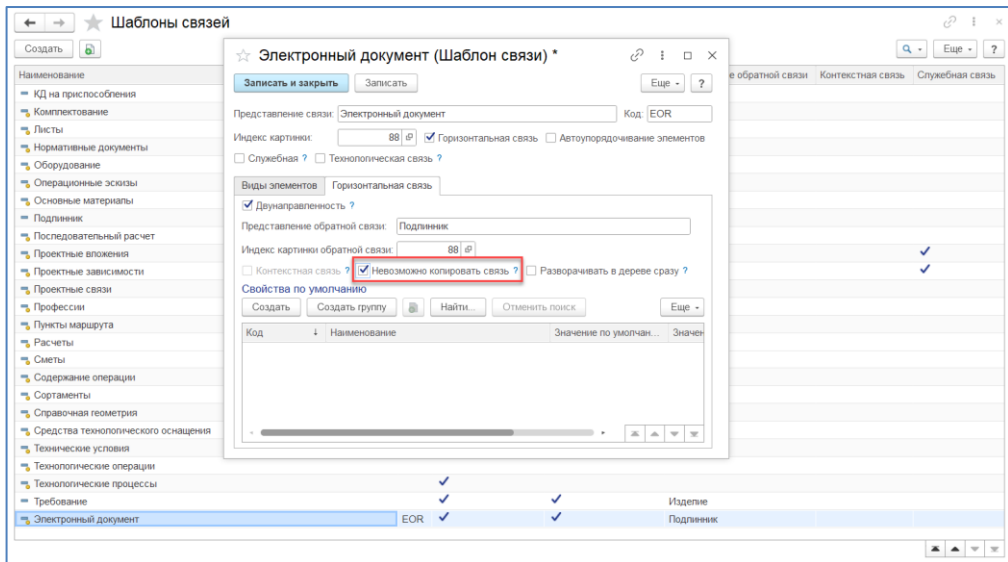 Шаблоны связей
Создать Еще ?
Наименование е обратной связи Контекстная связь Служебная связь
КД на приспособления
Комплектование
Листы
Нормативные документы
Оборудование
Операционные эскизы
Основные материалы
Подлинник
Последовательный расчет
Проектные вложения
Проектные зависимости
Проектные связи
Профессии
Пункты маршрута
Расчеты
Сметы
Содержание операции
Сортаменты
Справочная геометрия
Средства технологического оснащения
Технические условия
Технологические операции
Технологические процессы
Требование Изделие
Электронный документ EOR Подлинник
Электронный документ (Шаблон связи) *
Записать и закрыть Записать Еще ?
Представление связи: Электронный документ Код: EOR
Индекс картинки: 88 Горизонтальная связь Автоупорядочивание элементов
Служебная ? Технологическая связь ?
Виды элементов Горизонтальная связь
Двунаправленность ?
Представление обратной связи: Подлинник
Индекс картинки обратной связи: 88
Контекстная связь ? Невозможно копировать связь ? Разворачивать в дереве сразу ?
Свойства по умолчанию
Создать Создать группу Найти... Отменить поиск Еще
Код Наименование Значение по умолчан... Значен